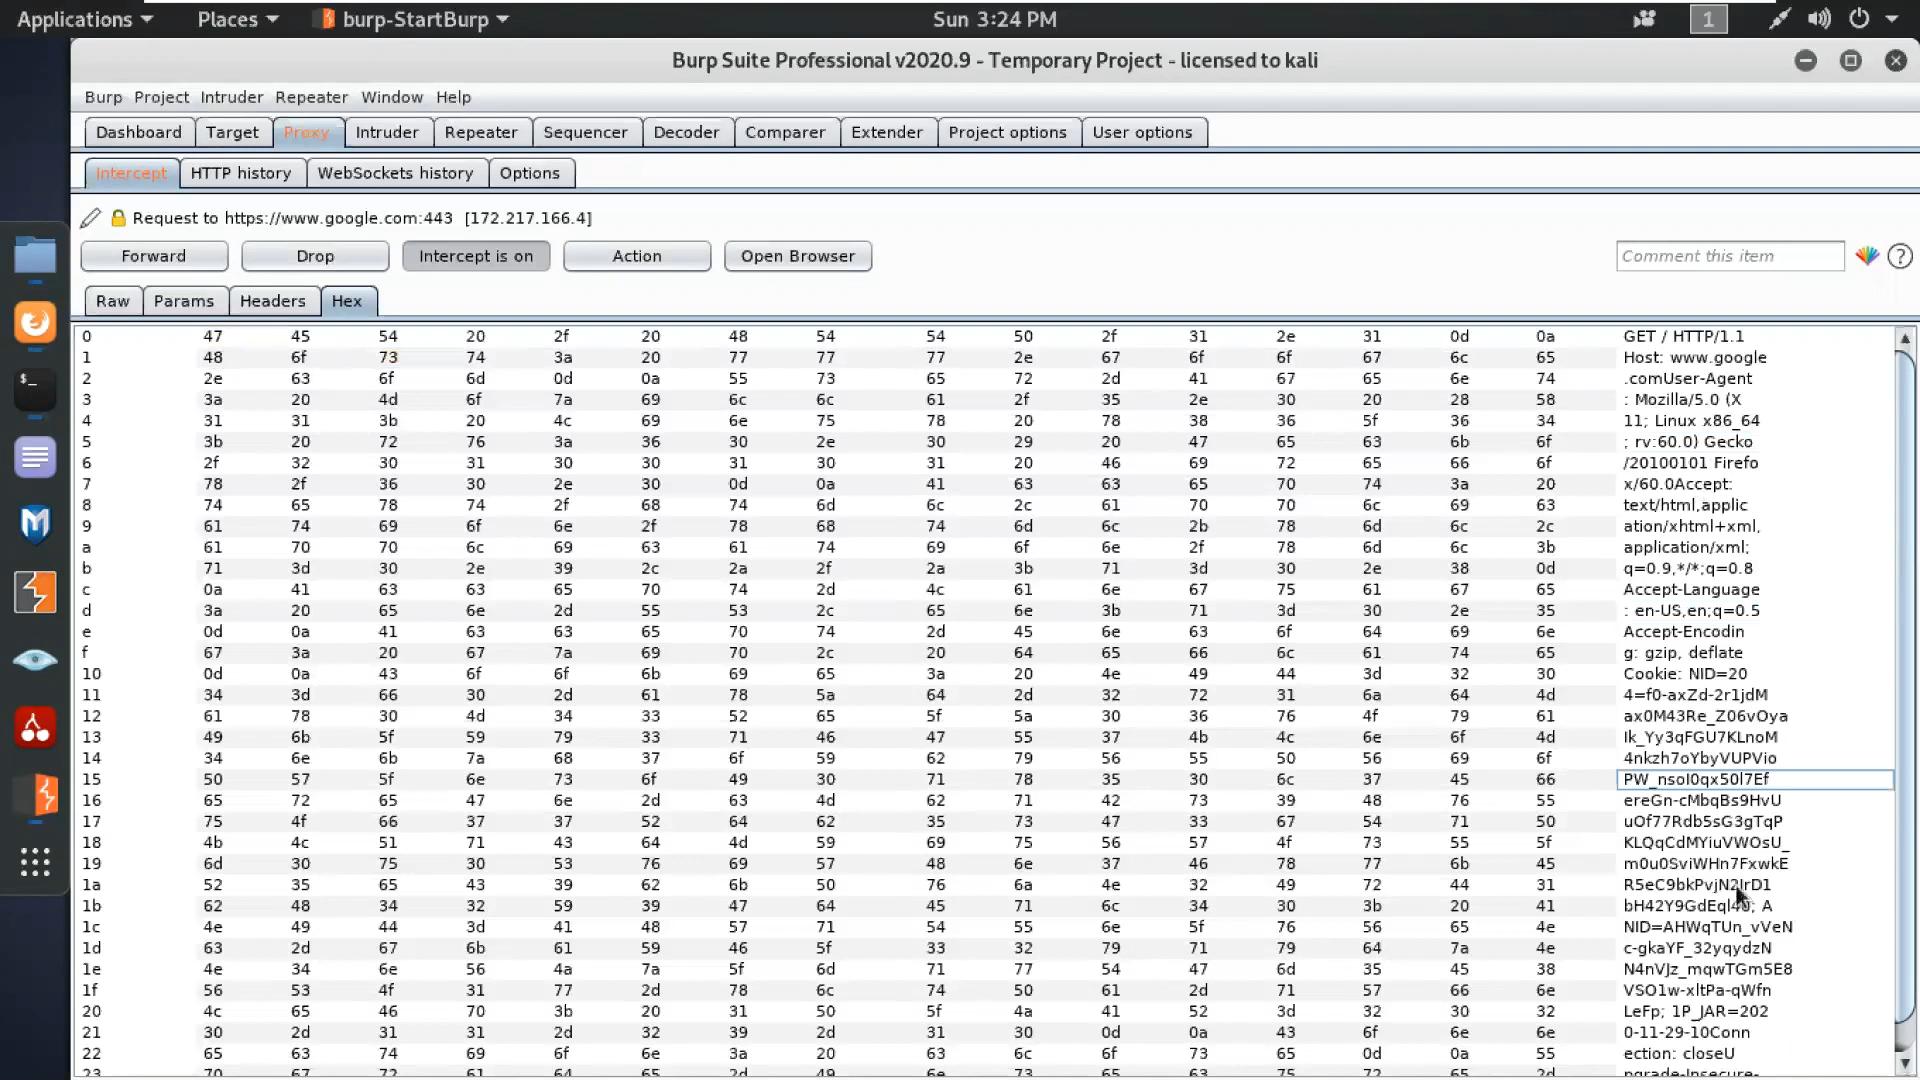 Applications Places burp-StartBurp Sun 3:24 PM 1
Burp Suite Professional v2020.9 - Temporary Project - licensed to kali
Burp Project Intruder Repeater Window Help
Dashboard Target Proxy Intruder Repeater Sequencer Decoder Comparer Extender Project options User options
Intercept HTTP history WebSockets history Options
Request to https://www.google.com:443 [172.217.166.4]
Forward Drop Intercept is on Action Open Browser Comment this item ?
Raw Params Headers Hex
0 47 45 54 20 2f 20 48 54 54 50 2f 31 2e 31 0d 0a GET / HTTP/1.1
1 48 6f 73 74 3a 20 77 77 77 2e 67 6f 6f 67 6c 65 Host: www.google
2 2e 63 6f 6d 0d 0a 55 73 65 72 2d 41 67 65 6e 74 .comUser-Agent
3 3a 20 4d 6f 7a 69 6c 6c 61 2f 35 2e 30 20 28 58 : Mozilla/5.0 (X
4 31 31 3b 20 4c 69 6e 75 78 20 78 38 36 5f 36 34 11; Linux x86_64
5 3b 20 72 76 3a 36 30 2e 30 29 20 47 65 63 6b 6f ; rv:60.0) Gecko
6 2f 32 30 31 30 30 31 30 31 20 46 69 72 65 66 6f /20100101 Firefo
7 78 2f 36 30 2e 30 0d 0a 41 63 63 65 70 74 3a 20 x/60.0Accept:
8 74 65 78 74 2f 68 74 6d 6c 2c 61 70 70 6c 69 63 text/html,applic
9 61 74 69 6f 6e 2f 78 68 74 6d 6c 2b 78 6d 6c 2c ation/xhtml+xml,
a 61 70 70 6c 69 63 61 74 69 6f 6e 2f 78 6d 6c 3b application/xml;
b 71 3d 30 2e 39 2c 2a 2f 2a 3b 71 3d 30 2e 38 0d q=0.9,*/*;q=0.8
c 0a 41 63 63 65 70 74 2d 4c 61 6e 67 75 61 67 65 Accept-Language
d 3a 20 65 6e 2d 55 53 2c 65 6e 3b 71 3d 30 2e 35 : en-US,en;q=0.5
e 0d 0a 41 63 63 65 70 74 2d 45 6e 63 6f 64 69 6e Accept-Encodin
f 67 3a 20 67 7a 69 70 2c 20 64 65 66 6c 61 74 65 g: gzip, deflate
10 0d 0a 43 6f 6f 6b 69 65 3a 20 4e 49 44 3d 32 30 Cookie: NID=20
11 34 3d 66 30 2d 61 78 5a 64 2d 32 72 31 6a 64 4d 4=f0-axZd-2r1jdM
12 61 78 30 4d 34 33 52 65 5f 5a 30 36 76 4f 79 61 ax0M43Re_Z06vOya
13 49 6b 5f 59 79 33 71 46 47 55 37 4b 4c 6e 6f 4d Ik_Yy3qFGU7KLnoM
14 34 6e 6b 7a 68 37 6f 59 62 79 56 55 50 56 69 6f 4nkzh7oYbyVUPVio
15 50 57 5f 6e 73 6f 49 30 71 78 35 30 6c 37 45 66 PW_nsoI0qx50l7Ef
16 65 72 65 47 6e 2d 63 4d 62 71 42 73 39 48 76 55 ereGn-cMbqBs9HvU
17 75 4f 66 37 37 52 64 62 35 73 47 33 67 54 71 50 uOf77Rdb5sG3gTqP
18 4b 4c 51 71 43 64 4d 59 69 75 56 57 4f 73 55 5f KLQqCdMYiuVWOsU_
19 6d 30 75 30 53 76 69 57 48 6e 37 46 78 77 6b 45 m0u0SviWHn7FxwkE
1a 52 35 65 43 39 62 6b 50 76 6a 4e 32 49 72 44 31 R5eC9bkPvjN2IrD1
1b 62 48 34 32 59 39 47 64 45 71 6c 34 30 3b 20 41 bH42Y9GdEql40; A
1c 4e 49 44 3d 41 48 57 71 54 55 6e 5f 76 56 65 4e NID=AHWqTUn_vVeN
1d 63 2d 67 6b 61 59 46 5f 33 32 79 71 79 64 7a 4e c-gkaYF_32yqydzN
1e 4e 34 6e 56 4a 7a 5f 6d 71 77 54 47 6d 35 45 38 N4nVJz_mqwTGm5E8
1f 56 53 4f 31 77 2d 78 6c 74 50 61 2d 71 57 66 6e VSO1w-xltPa-qWfn
20 4c 65 46 70 3b 20 31 50 5f 4a 41 52 3d 32 30 32 LeFp; 1P_JAR=202
21 30 2d 31 31 2d 32 39 2d 31 30 0d 0a 43 6f 6e 6e 0-11-29-10Conn
22 65 63 74 69 6f 6e 3a 20 63 6c 6f 73 65 0d 0a 55 ection: closeU
23 70 67 72 61 64 65 2d 49 6e 73 65 63 75 72 65 2d pgrade-Insecure-